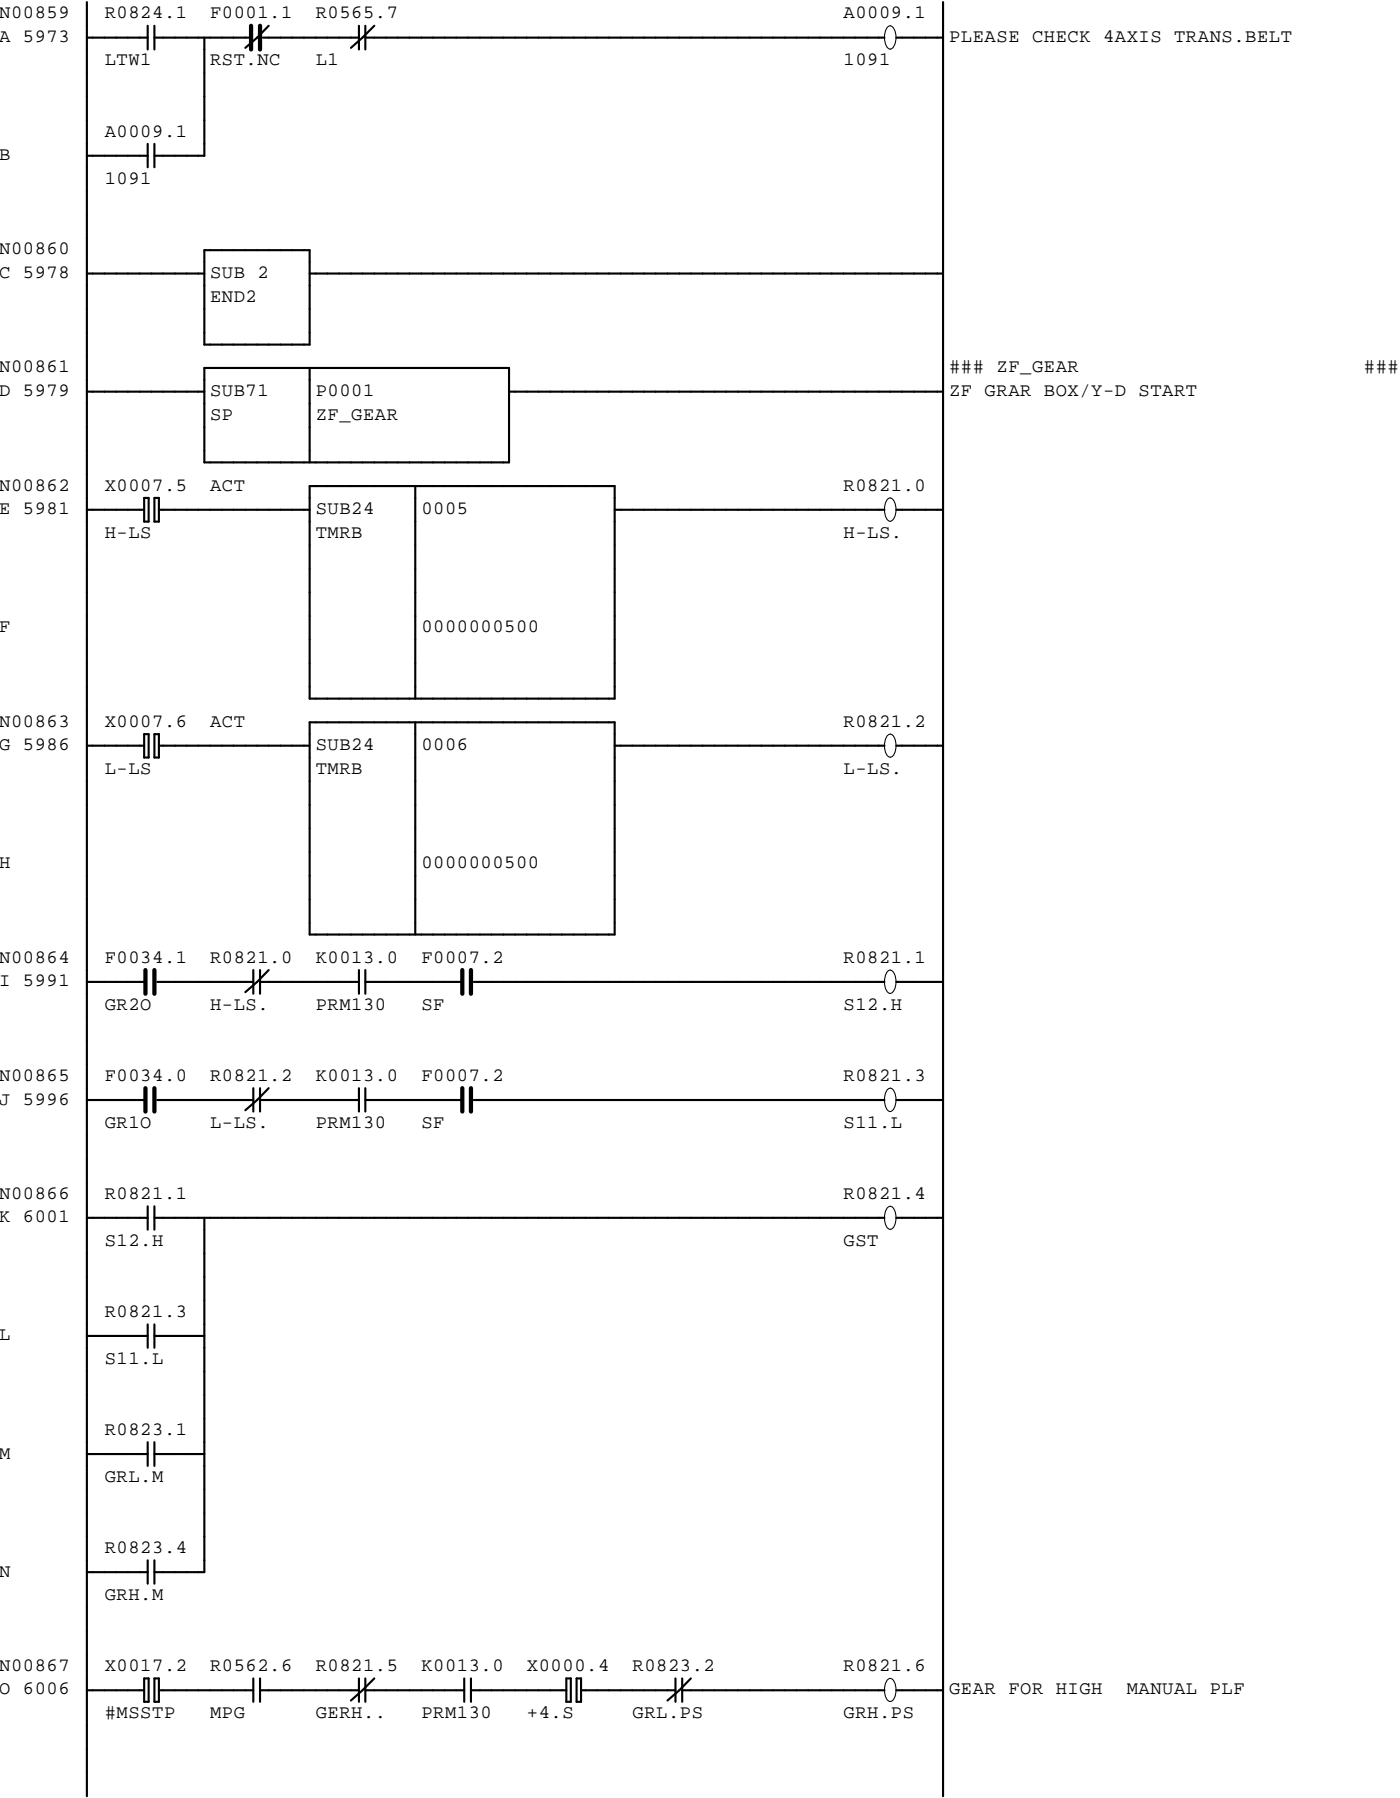 N00859 R0824.1 F0001.1 R0565.7 A0009.1
A 5973 PLEASE CHECK 4AXIS TRANS.BELT
LTW1 RST.NC L1 1091
A0009.1
B
1091
N00860
C 5978 SUB 2
END2
N00861 ### ZF_GEAR ###
D 5979 SUB71 P0001 ZF GRAR BOX/Y-D START
SP ZF_GEAR
N00862 X0007.5 ACT R0821.0
E 5981 SUB24 0005
H-LS TMRB H-LS.
F 0000000500
N00863 X0007.6 ACT R0821.2
G 5986 SUB24 0006
L-LS TMRB L-LS.
H 0000000500
N00864 F0034.1 R0821.0 K0013.0 F0007.2 R0821.1
I 5991
GR2O H-LS. PRM130 SF S12.H
N00865 F0034.0 R0821.2 K0013.0 F0007.2 R0821.3
J 5996
GR1O L-LS. PRM130 SF S11.L
N00866 R0821.1 R0821.4
K 6001
S12.H GST
R0821.3
L
S11.L
R0823.1
M
GRL.M
R0823.4
N
GRH.M
N00867 X0017.2 R0562.6 R0821.5 K0013.0 X0000.4 R0823.2 R0821.6
O 6006 GEAR FOR HIGH MANUAL PLF
#MSSTP MPG GERH.. PRM130 +4.S GRL.PS GRH.PS